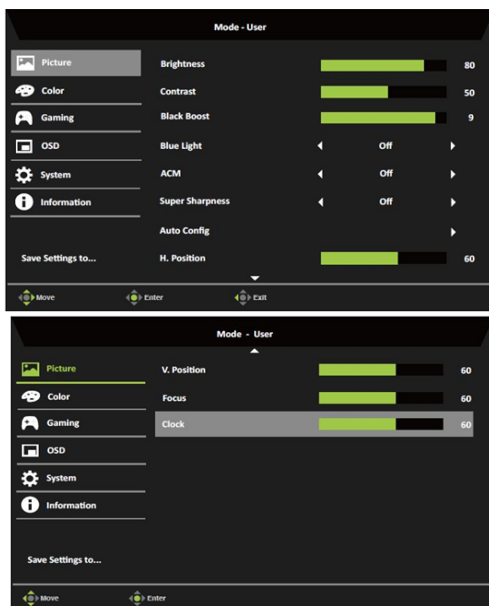 Mode - User
Picture
Brightness 80
Color
Contrast 50
Gaming
Black Boost 9
OSD
Blue Light Off
System
ACM Off
Information
Super Sharpness Off
Auto Config
Save Settings to...
H. Position 60
Move Enter Exit
Mode - User
Picture
V. Position 60
Color
Focus 60
Gaming
Clock 60
OSD
System
Information
Save Settings to...
Move Enter